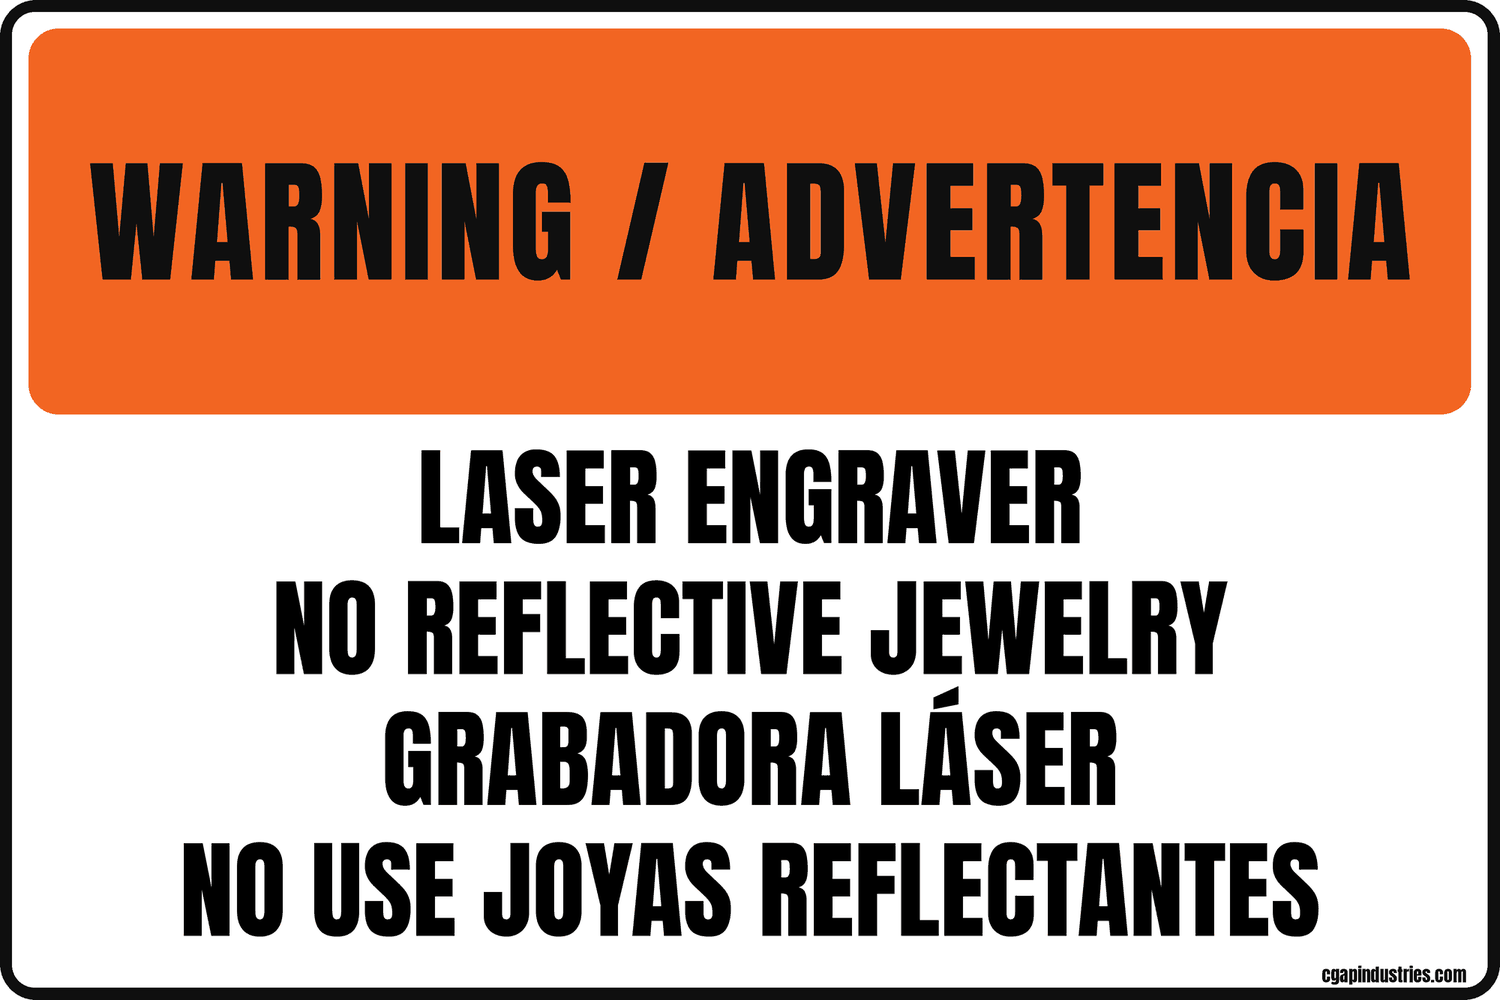 WARNING / ADVERTENCIA
LASER ENGRAVER
NO REFLECTIVE JEWELRY
GRABADORA LÁSER
NO USE JOYAS REFLECTANTES
cgapindustries.com